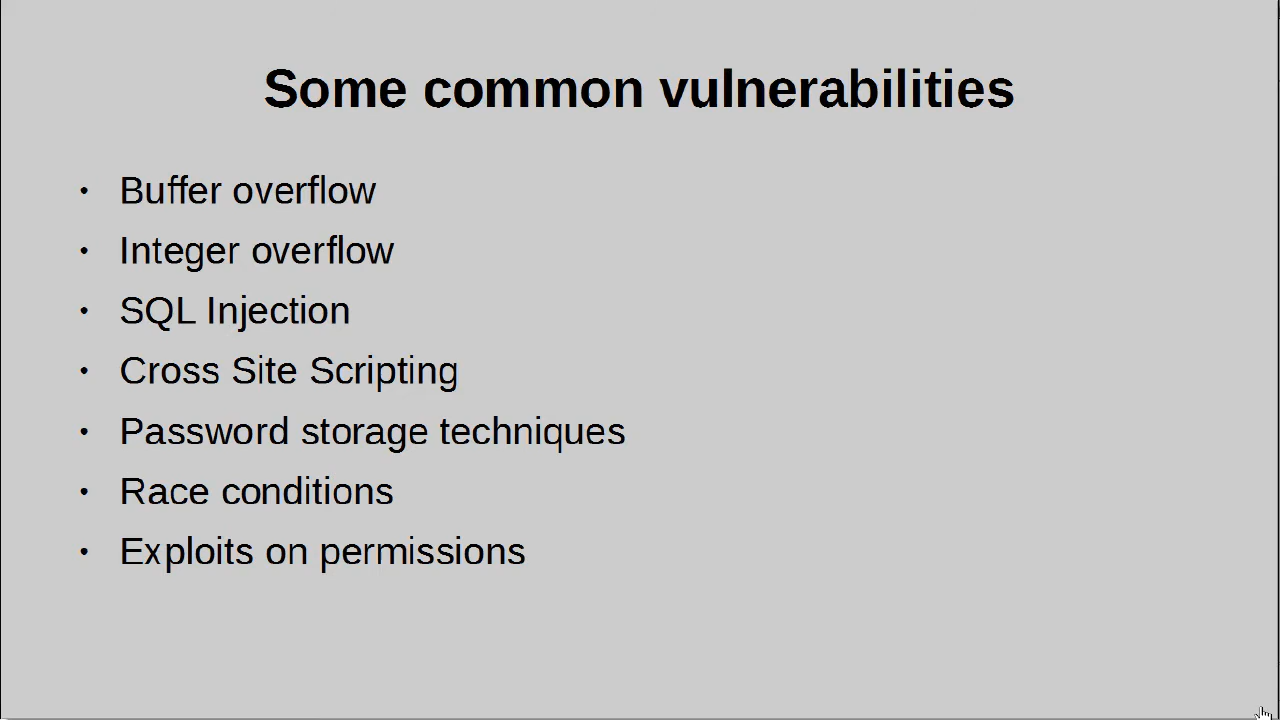 Some common vulnerabilities
• Buffer overflow
• Integer overflow
• SQL Injection
• Cross Site Scripting
• Password storage techniques
• Race conditions
• Exploits on permissions